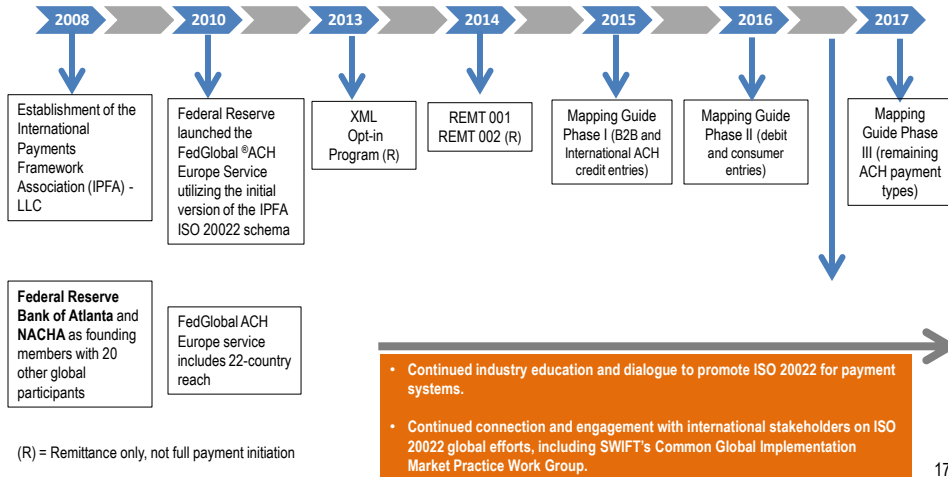 2008
2010
2013
2014
2015
2016
2017
Establishment of the
International
Payments
Framework
Association (IPFA) -
LLC
Federal Reserve
launched the
FedGlobal ®ACH
Europe Service
utilizing the initial
version of the IPFA
ISO 20022 schema
XML
Opt-in
Program (R)
REMT 001
REMT 002 (R)
Mapping Guide
Phase I (B2B and
International ACH
credit entries)
Mapping Guide
Phase II (debit
and consumer
entries)
Mapping
Guide Phase
III (remaining
ACH payment
types)
Federal Reserve
Bank of Atlanta and
NACHA as founding
members with 20
other global
participants
FedGlobal ACH
Europe service
includes 22-country
reach
• Continued industry education and dialogue to promote ISO 20022 for payment
systems.
• Continued connection and engagement with international stakeholders on ISO
20022 global efforts, including SWIFT's Common Global Implementation
Market Practice Work Group.
(R) = Remittance only, not full payment initiation
17